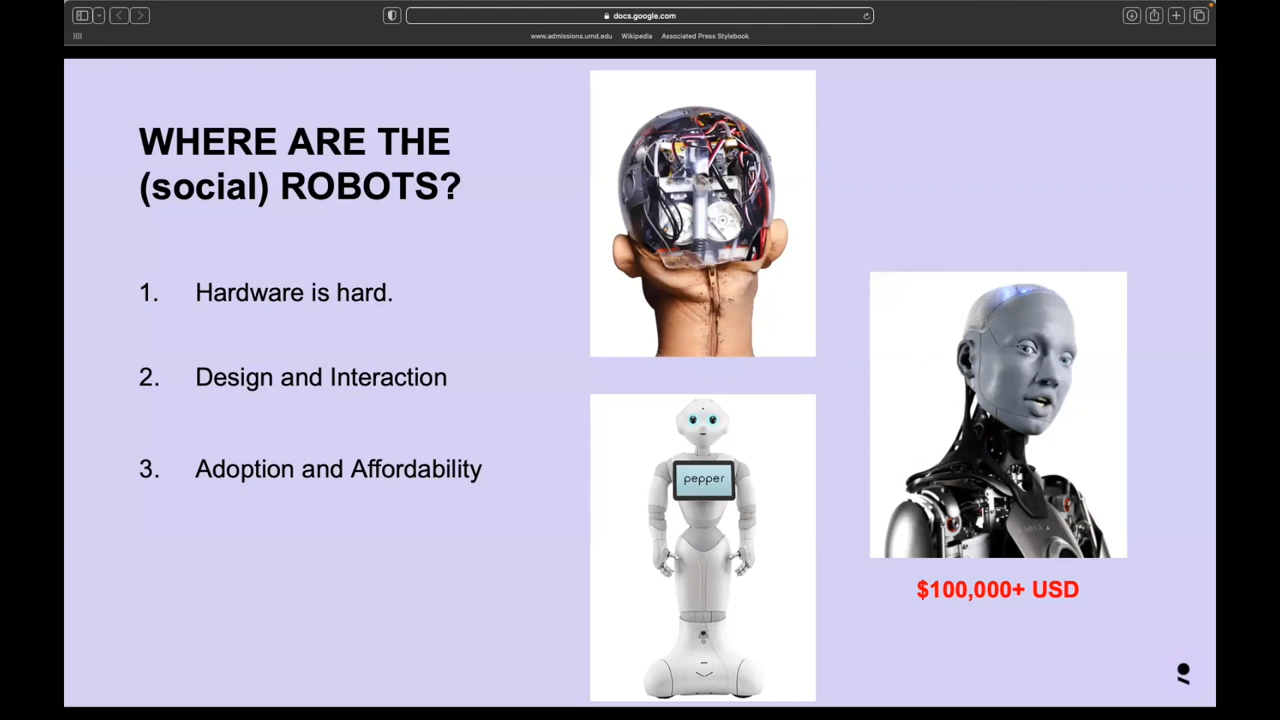 docs.google.com
www.admissions.umd.edu Wikipedia Associated Press Stylebook
WHERE ARE THE
(social) ROBOTS?
1. Hardware is hard.
2. Design and Interaction
3. Adoption and Affordability
pepper
$100,000+ USD